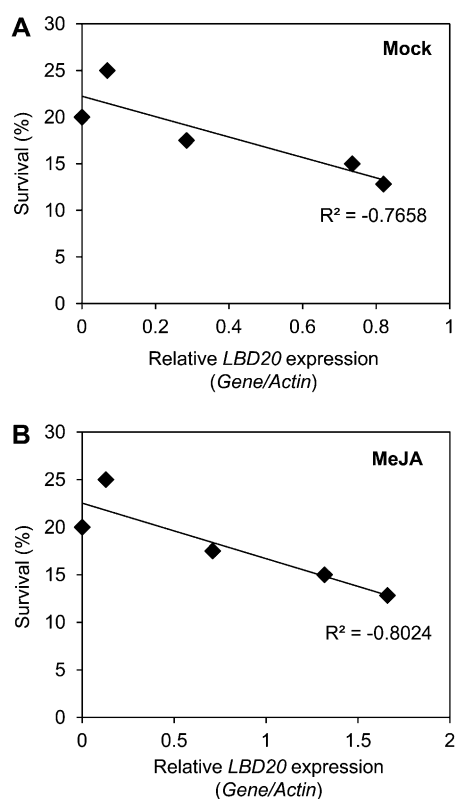 A
30
Mock
25
20
Survival (%)
15
R² = -0.7658
10
5
0
0 0.2 0.4 0.6 0.8 1
Relative LBD20 expression
(Gene/Actin)
B
30
MeJA
25
20
Survival (%)
15
R² = -0.8024
10
5
0
0 0.5 1 1.5 2
Relative LBD20 expression
(Gene/Actin)